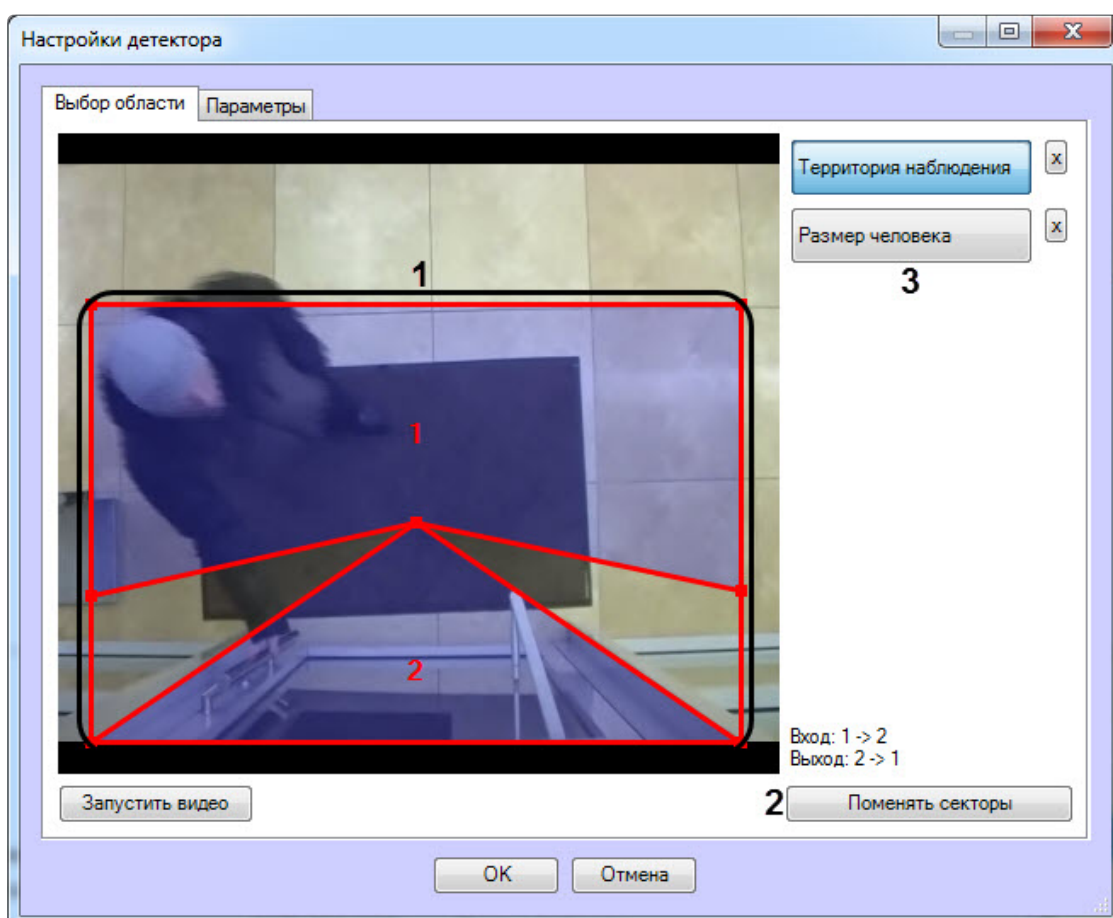 Настройки детектора
Выбор области Параметры
Территория наблюдения x
Размер человека x
3
1
1
2
Вход: 1 -> 2
Выход: 2 -> 1
Запустить видео
2 Поменять секторы
OK Отмена